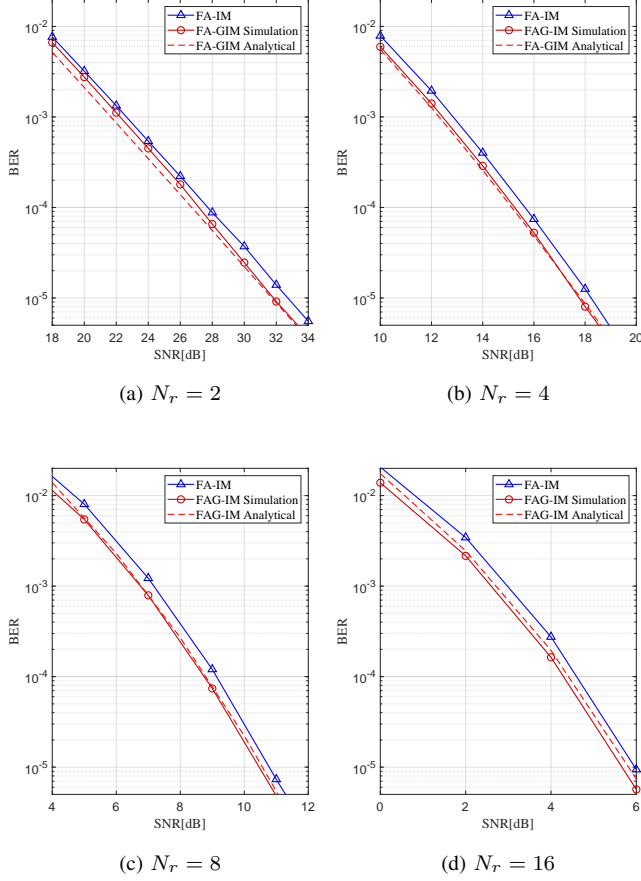 FA-IM
FA-GIM Simulation
FA-GIM Analytical
10^-2
10^-3
10^-4
10^-5
BER
18 20 22 24 26 28 30 32 34
SNR[dB]
(a) N_r = 2
FA-IM
FAG-IM Simulation
FA-GIM Analytical
10^-2
10^-3
10^-4
10^-5
BER
10 12 14 16 18 20
SNR[dB]
(b) N_r = 4
FA-IM
FAG-IM Simulation
FAG-IM Analytical
10^-2
10^-3
10^-4
10^-5
BER
4 6 8 10 12
SNR[dB]
(c) N_r = 8
FA-IM
FAG-IM Simulation
FAG-IM Analytical
10^-2
10^-3
10^-4
10^-5
BER
0 2 4 6
SNR[dB]
(d) N_r = 16